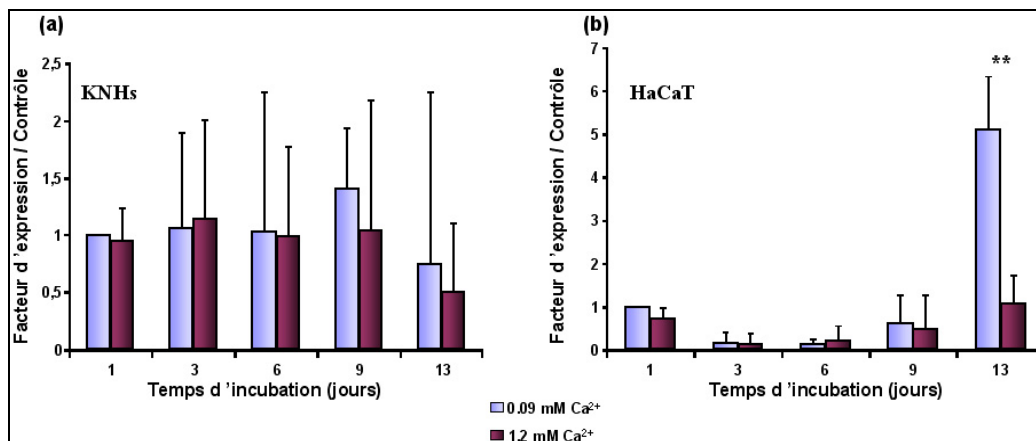 (a)
KNHs
Facteur d 'expression / Contrôle
2,5
2
1,5
1
0,5
0
1 3 6 9 13
Temps d 'incubation (jours)
(b)
HaCaT
Facteur d 'expression / Contrôle
7
6
5
4
3
2
1
0
**
1 3 6 9 13
Temps d 'incubation (jours)
0.09 mM Ca²⁺
1.2 mM Ca²⁺